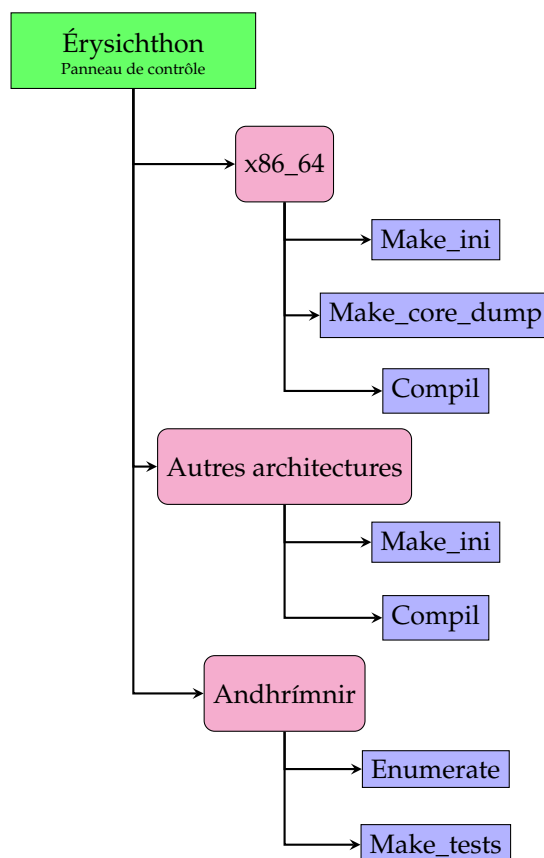 Érysichthon
Panneau de contrôle
x86_64
Make_ini
Make_core_dump
Compil
Autres architectures
Make_ini
Compil
Andhrímnir
Enumerate
Make_tests